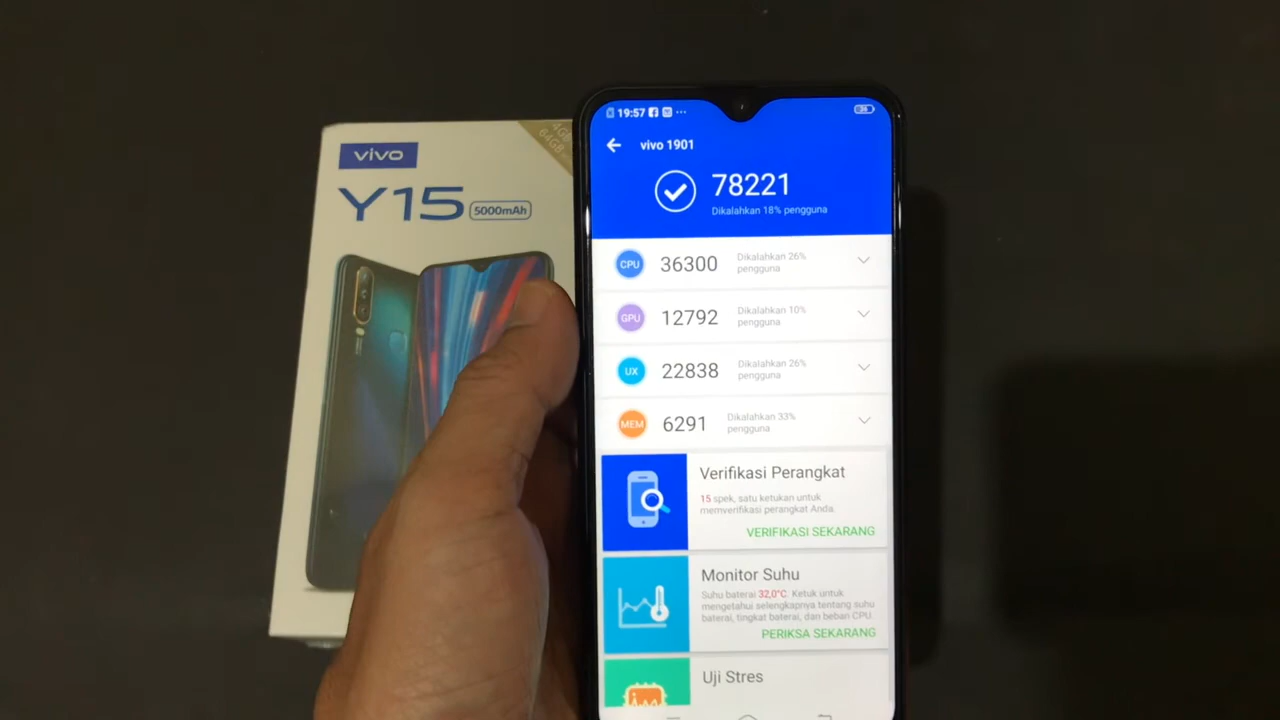 vivo
Y15 5000mAh
4GB
64GB
19:57
36
vivo 1901
78221
Dikalahkan 18% pengguna
CPU 36300 Dikalahkan 26%
pengguna
GPU 12792 Dikalahkan 10%
pengguna
UX 22838 Dikalahkan 26%
pengguna
MEM 6291 Dikalahkan 33%
pengguna
Verifikasi Perangkat
15 spek, satu ketukan untuk
memverifikasi perangkat Anda.
VERIFIKASI SEKARANG
Monitor Suhu
Suhu baterai 32,0°C. Ketuk untuk
mengetahui selengkapnya tentang suhu
baterai, tingkat baterai, dan beban CPU.
PERIKSA SEKARANG
Uji Stres